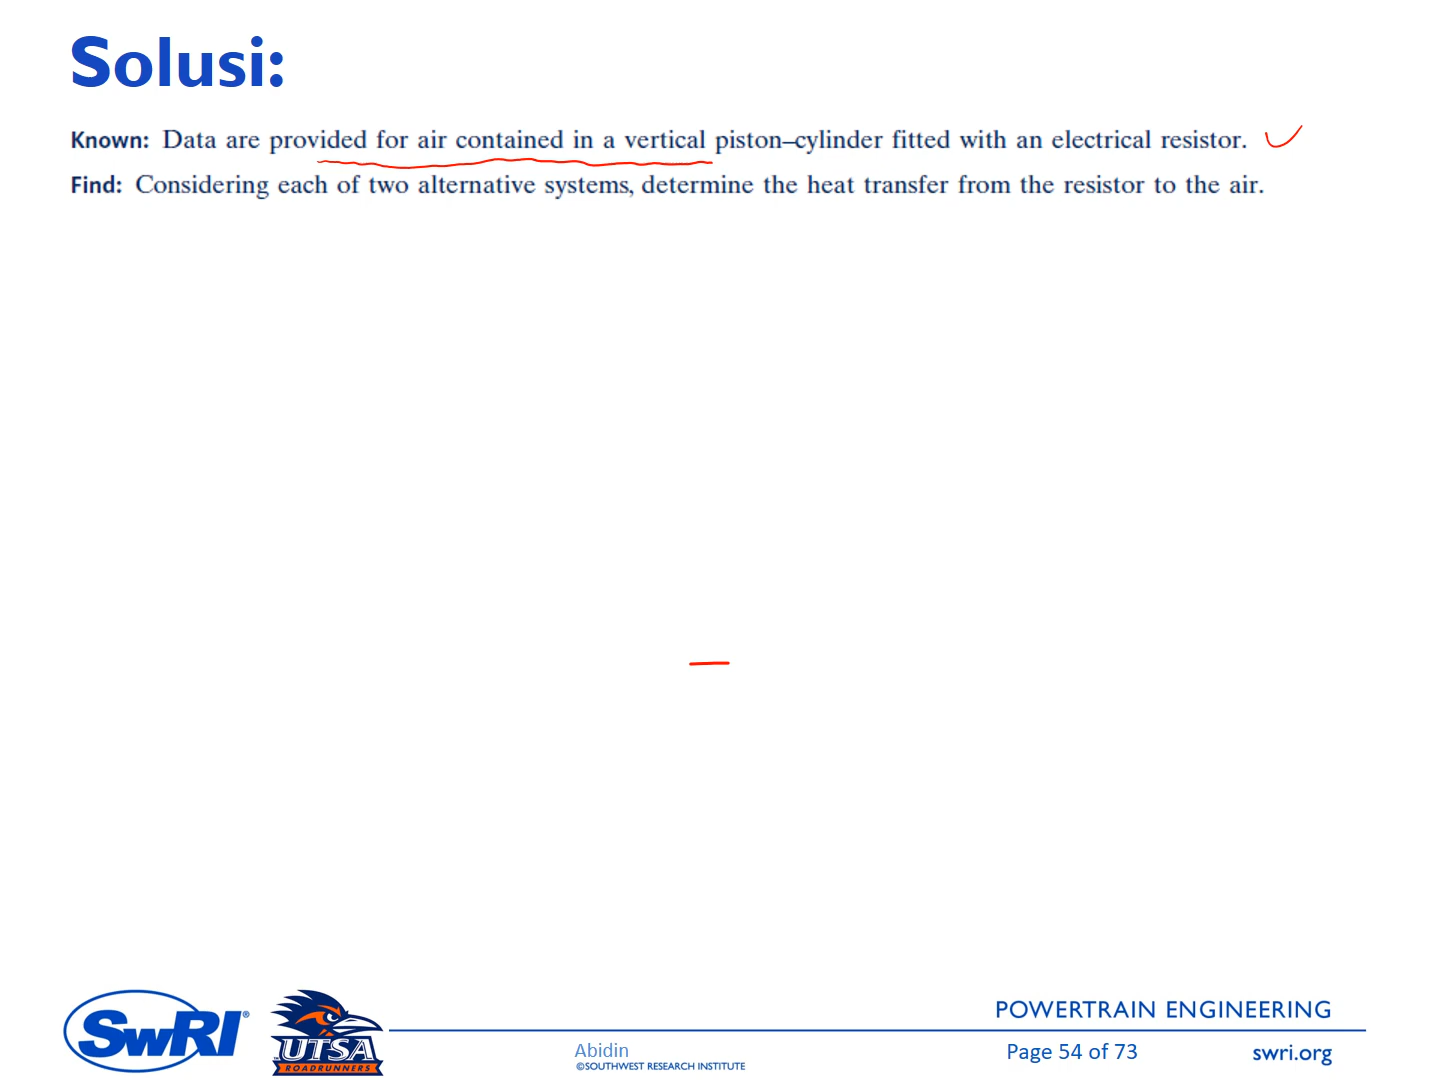 Solusi:
Known: Data are provided for air contained in a vertical piston–cylinder fitted with an electrical resistor.
Find: Considering each of two alternative systems, determine the heat transfer from the resistor to the air.
SwRI®
UTSA
ROADRUNNERS
Abidin
©SOUTHWEST RESEARCH INSTITUTE
POWERTRAIN ENGINEERING
Page 54 of 73
swri.org